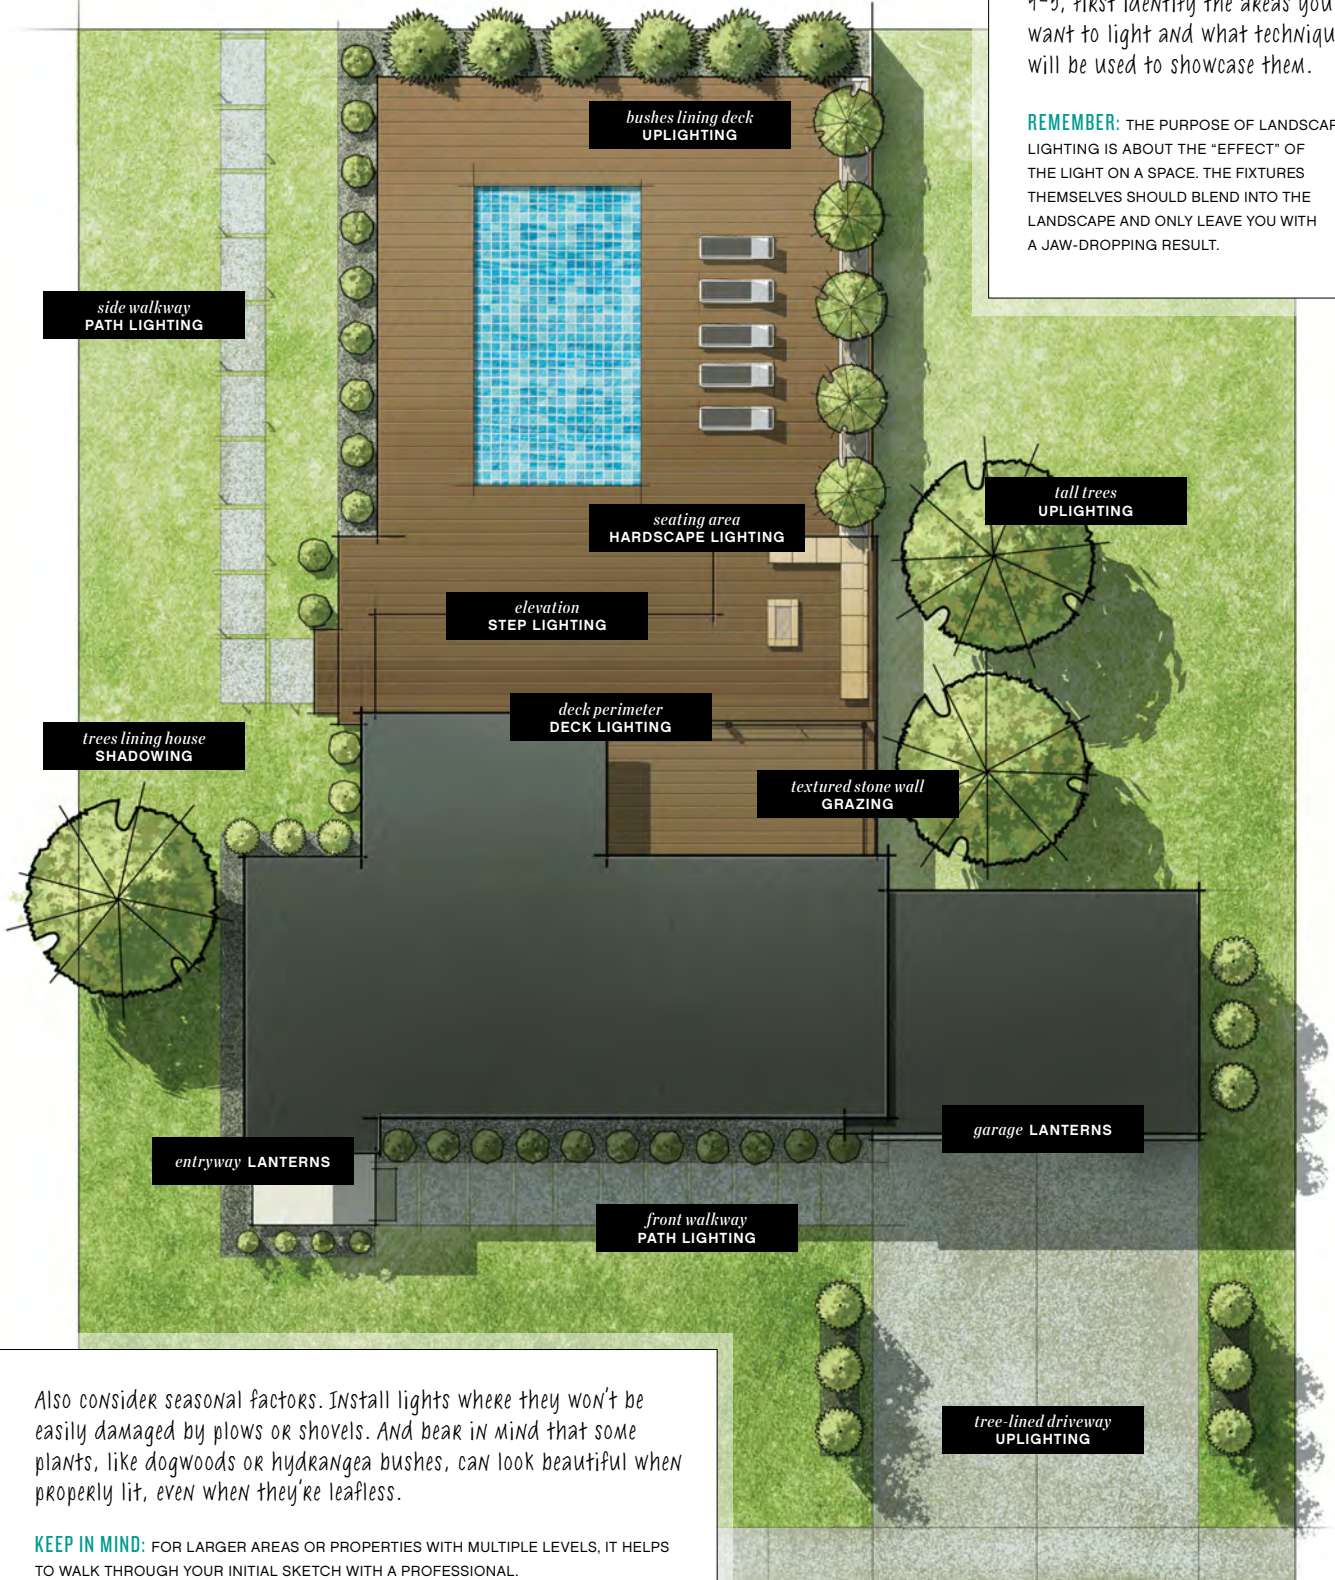 1-5, first identify the areas you
want to light and what
will be used to showcase them.
REMEMBER: THE PURPOSE OF
LIGHTING IS ABOUT THE “EFFECT” OF
THE LIGHT ON A SPACE. THE FIXTURES
THEMSELVES SHOULD BLEND INTO THE
LANDSCAPE AND ONLY LEAVE YOU WITH
A JAW-DROPPING RESULT.
bushes lining deck
UPLIGHTING
side walkway
PATH LIGHTING
tall trees
UPLIGHTING
seating area
HARDSCAPE LIGHTING
elevation
STEP LIGHTING
deck perimeter
DECK LIGHTING
trees lining house
SHADOWING
textured stone wall
GRAZING
garage LANTERNS
entryway LANTERNS
front walkway
PATH LIGHTING
tree-lined driveway
UPLIGHTING
Also consider seasonal factors. Install lights where they won't be
easily damaged by plows or shovels. And bear in mind that some
plants, like dogwoods or hydrangea bushes, can look beautiful when
properly lit, even when they're leafless.
KEEP IN MIND: FOR LARGER AREAS OR PROPERTIES WITH MULTIPLE LEVELS, IT HELPS
TO WALK THROUGH YOUR INITIAL SKETCH WITH A PROFESSIONAL.